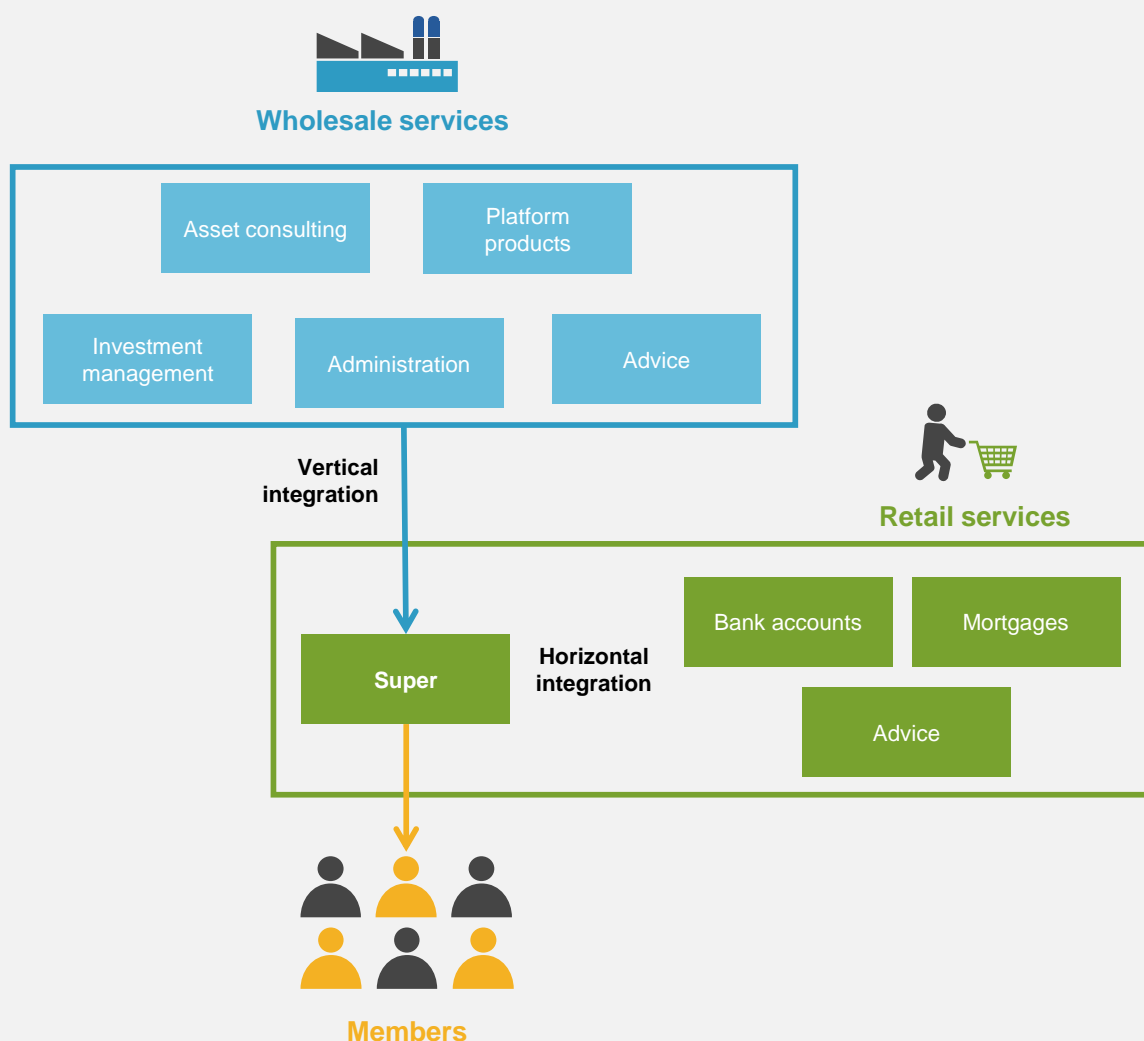 Wholesale services
Asset consulting
Platform
products
Investment
management
Administration
Advice
Vertical
integration
Retail services
Bank accounts
Mortgages
Super
Horizontal
integration
Advice
Members